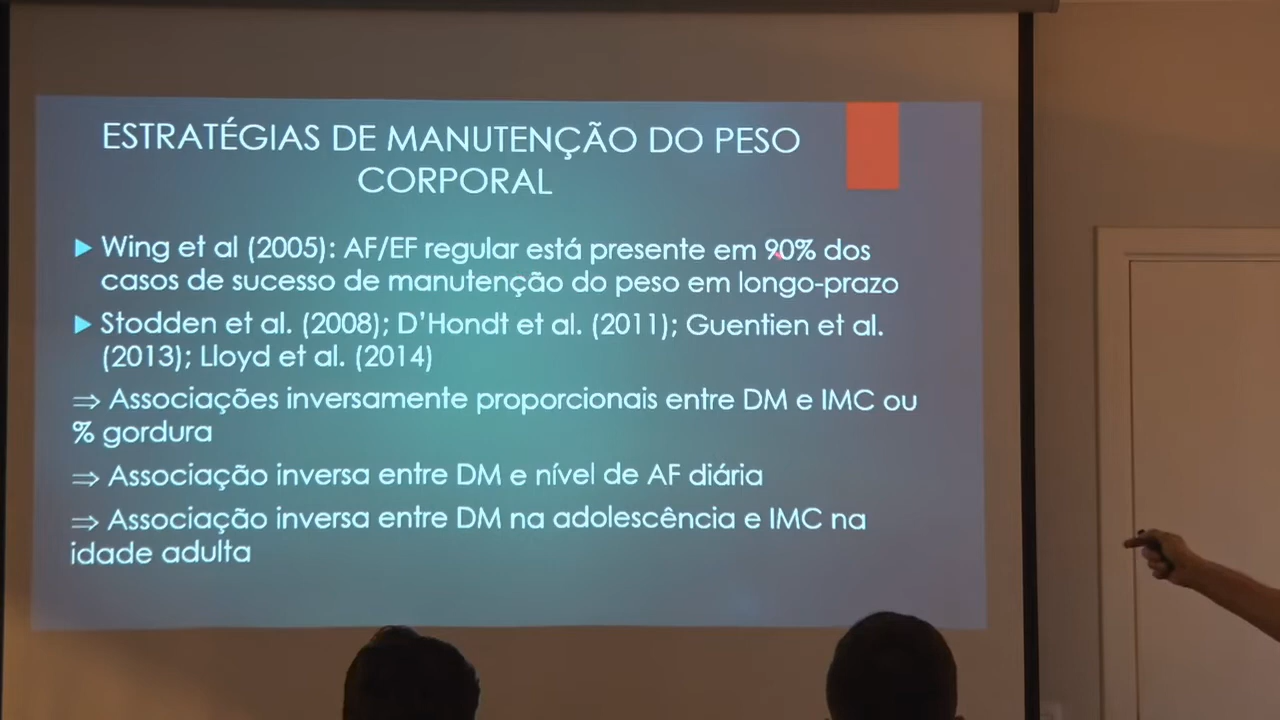 ESTRATÉGIAS DE MANUTENÇÃO DO PESO
CORPORAL
▶ Wing et al (2005): AF/EF regular está presente em 90% dos
casos de sucesso de manutenção do peso em longo-prazo
▶ Stodden et al. (2008); D'Hondt et al. (2011); Guentien et al.
(2013); Lloyd et al. (2014)
⇒ Associações inversamente proporcionais entre DM e IMC ou
% gordura
⇒ Associação inversa entre DM e nível de AF diária
⇒ Associação inversa entre DM na adolescência e IMC na
idade adulta